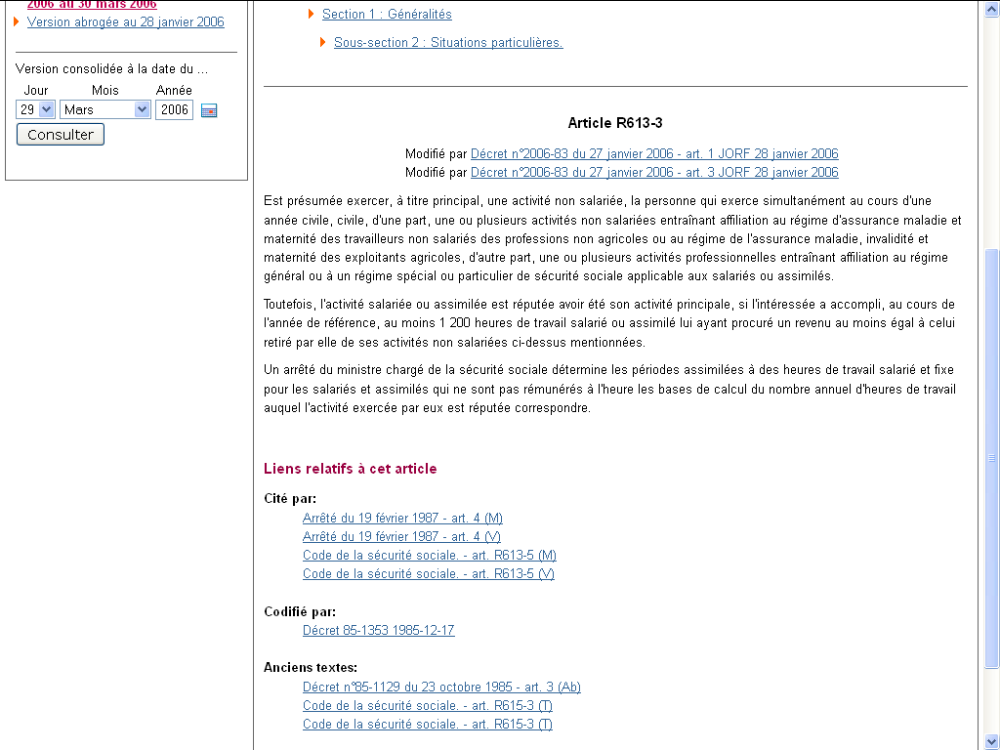 2006 au 30 mars 2006
Version abrogée au 28 janvier 2006
Version consolidée à la date du ...
Jour Mois Année
29 Mars 2006
Consulter
Section 1 : Généralités
Sous-section 2 : Situations particulières.
Article R613-3
Modifié par Décret n°2006-83 du 27 janvier 2006 - art. 1 JORF 28 janvier 2006
Modifié par Décret n°2006-83 du 27 janvier 2006 - art. 3 JORF 28 janvier 2006
Est présumée exercer, à titre principal, une activité non salariée, la personne qui exerce simultanément au cours d'une
année civile, civile, d'une part, une ou plusieurs activités non salariées entraînant affiliation au régime d'assurance maladie et
maternité des travailleurs non salariés des professions non agricoles ou au régime de l'assurance maladie, invalidité et
maternité des exploitants agricoles, d'autre part, une ou plusieurs activités professionnelles entraînant affiliation au régime
général ou à un régime spécial ou particulier de sécurité sociale applicable aux salariés ou assimilés.
Toutefois, l'activité salariée ou assimilée est réputée avoir été son activité principale, si l'intéressée a accompli, au cours de
l'année de référence, au moins 1 200 heures de travail salarié ou assimilé lui ayant procuré un revenu au moins égal à celui
retiré par elle de ses activités non salariées ci-dessus mentionnées.
Un arrêté du ministre chargé de la sécurité sociale détermine les périodes assimilées à des heures de travail salarié et fixe
pour les salariés et assimilés qui ne sont pas rémunérés à l'heure les bases de calcul du nombre annuel d'heures de travail
auquel l'activité exercée par eux est réputée correspondre.
Liens relatifs à cet article
Cité par:
Arrêté du 19 février 1987 - art. 4 (M)
Arrêté du 19 février 1987 - art. 4 (V)
Code de la sécurité sociale. - art. R613-5 (M)
Code de la sécurité sociale. - art. R613-5 (V)
Codifié par:
Décret 85-1353 1985-12-17
Anciens textes:
Décret n°85-1129 du 23 octobre 1985 - art. 3 (Ab)
Code de la sécurité sociale. - art. R615-3 (T)
Code de la sécurité sociale. - art. R615-3 (T)